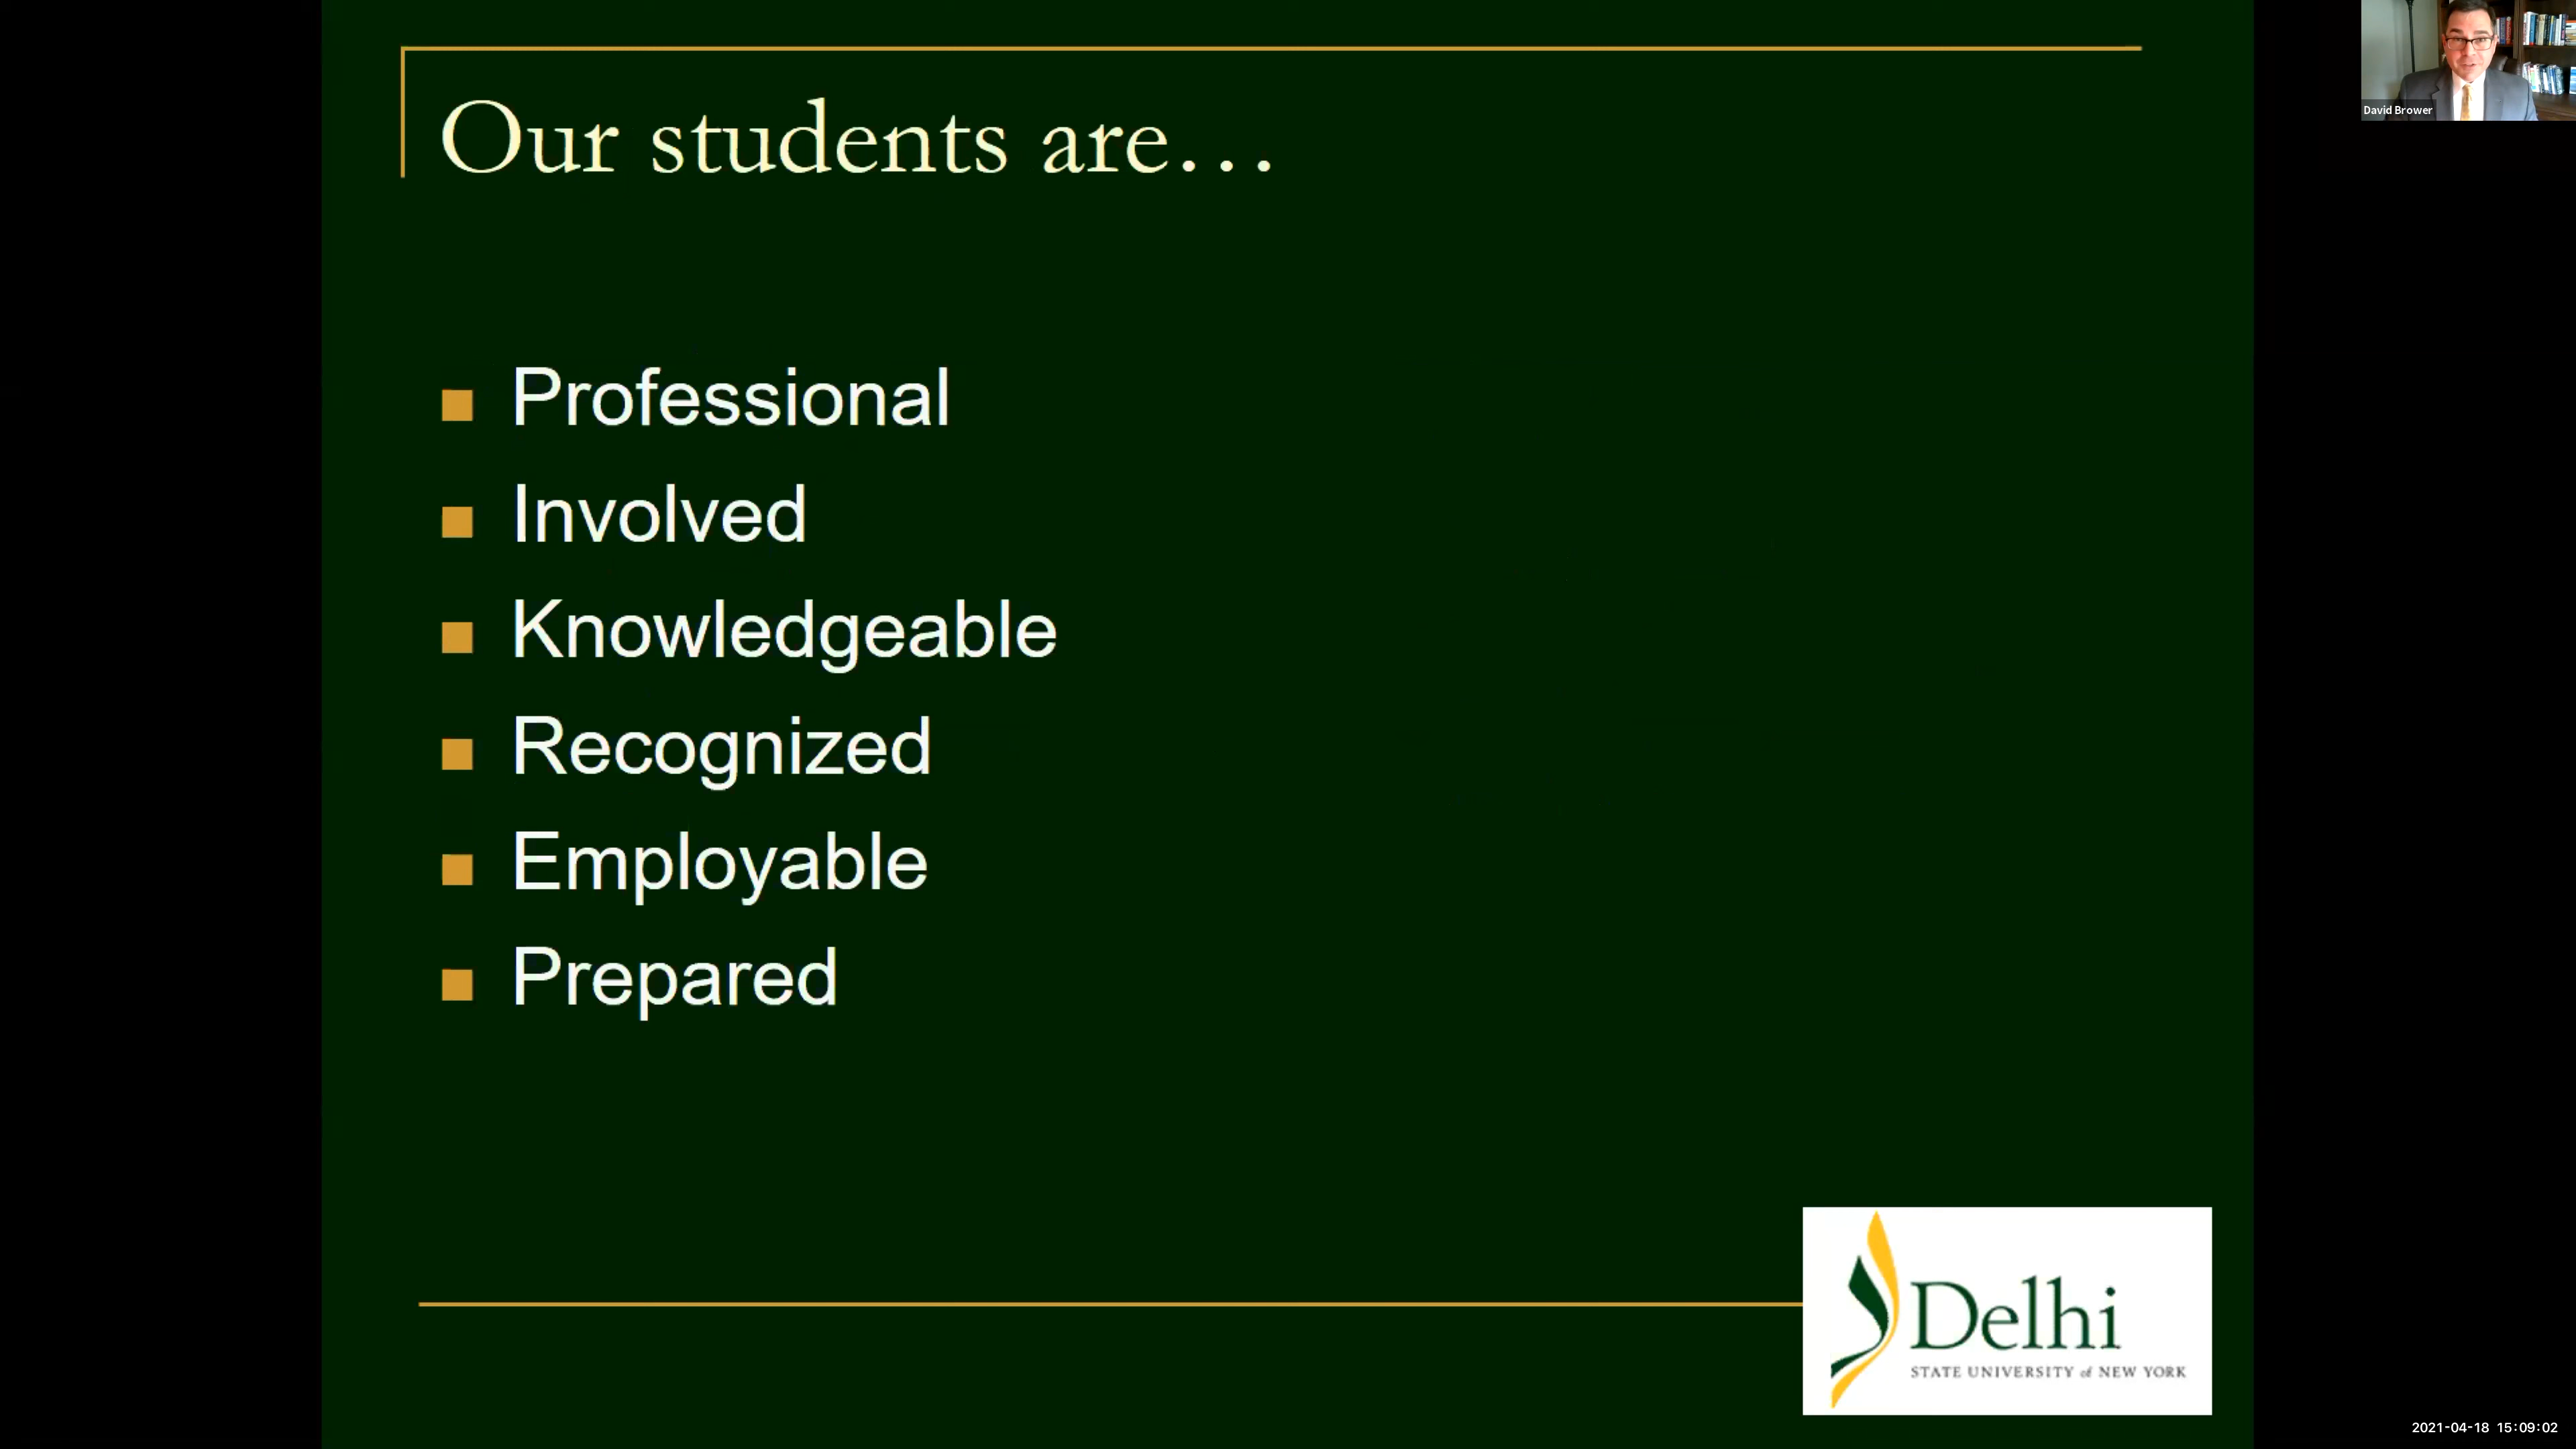 Our students are...
Professional
Involved
Knowledgeable
Recognized
Employable
Prepared
David Brower
Delhi
STATE UNIVERSITY of NEW YORK
2021-04-18 15:09:02